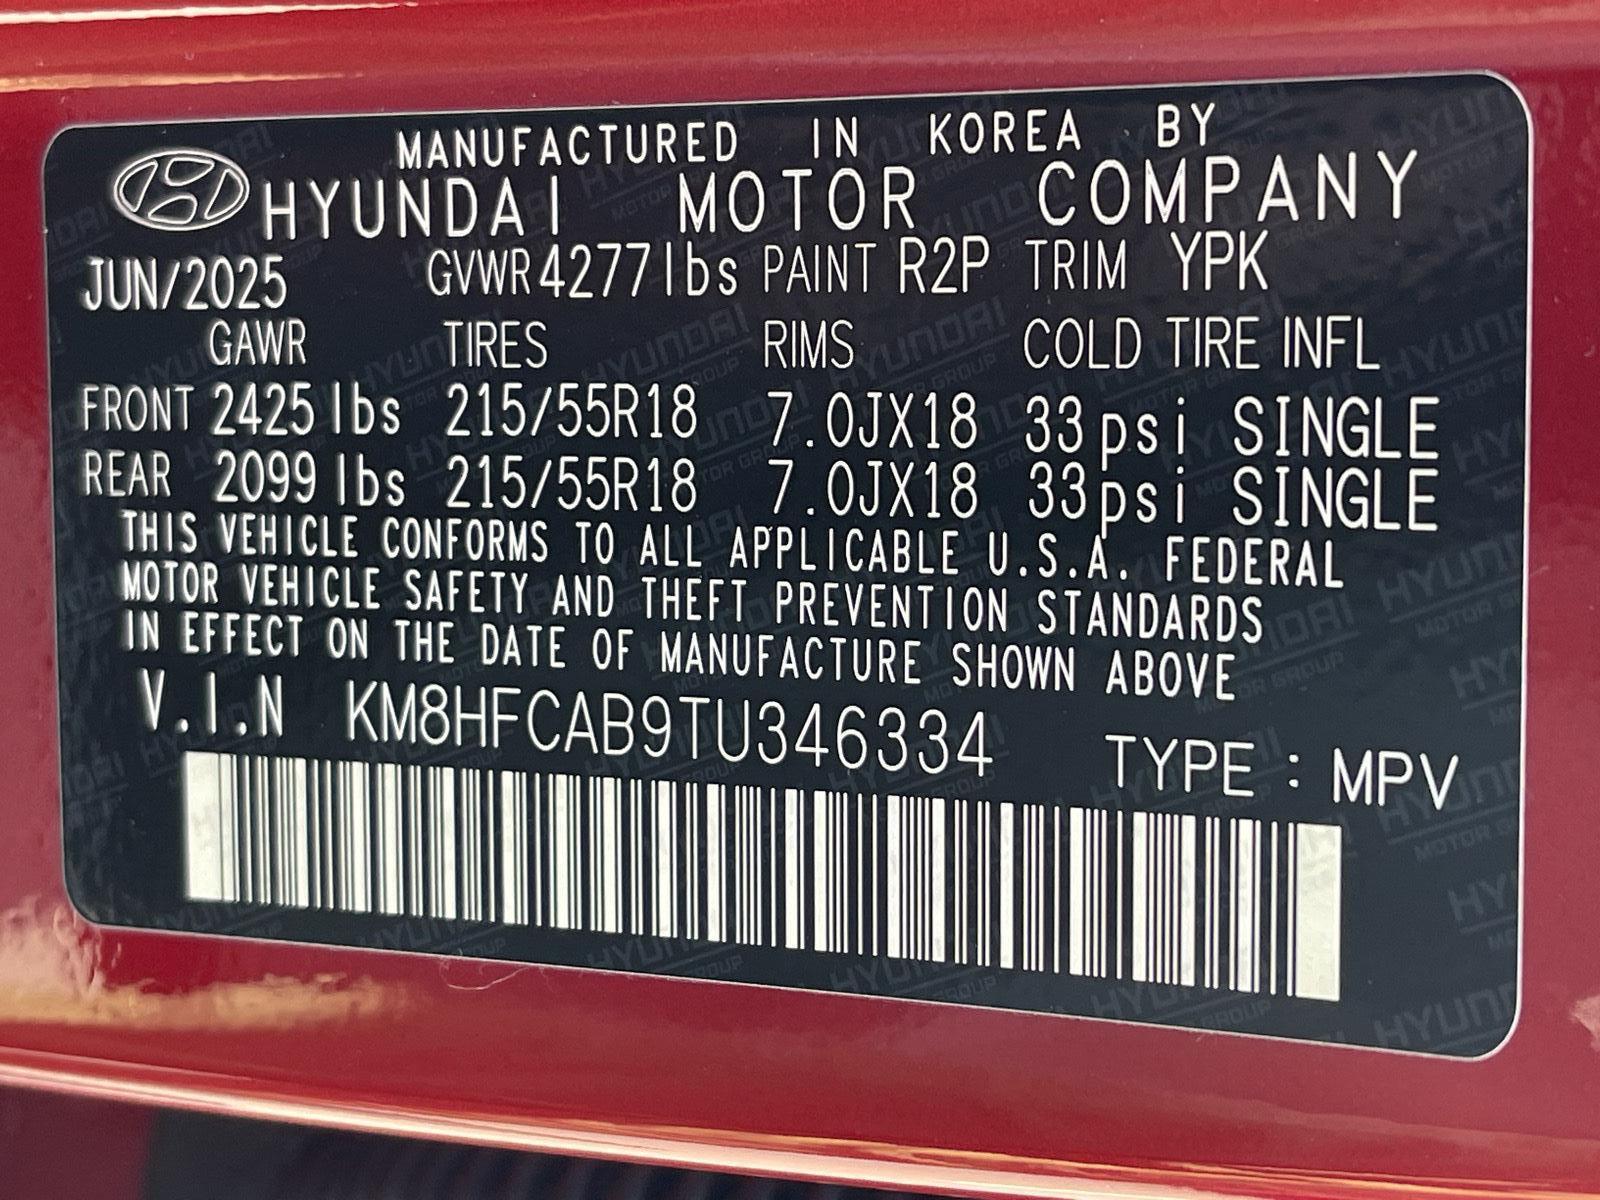 MANUFACTURED IN KOREA BY
HYUNDAI MOTOR COMPANY
JUN/2025 GVWR 4277 lbs PAINT R2P TRIM YPK
GAWR TIRES RIMS COLD TIRE INFL
FRONT 2425 lbs 215/55R18 7.0JX18 33psi SINGLE
REAR 2099 lbs 215/55R18 7.0JX18 33psi SINGLE
THIS VEHICLE CONFORMS TO ALL APPLICABLE U.S.A. FEDERAL
MOTOR VEHICLE SAFETY AND THEFT PREVENTION STANDARDS
IN EFFECT ON THE DATE OF MANUFACTURE SHOWN ABOVE
V.I.N KM8HFCAB9TU346334 TYPE : MPV